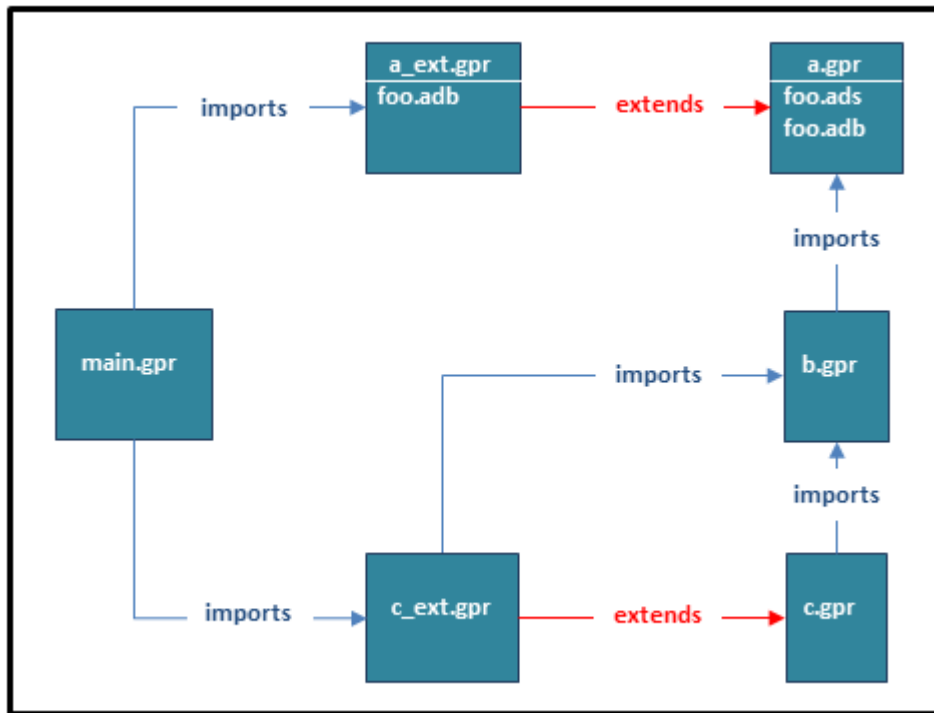 a_ext.gpr
foo.adb
imports
extends
a.gpr
foo.ads
foo.adb
imports
main.gpr
imports
b.gpr
imports
imports
c_ext.gpr
extends
c.gpr